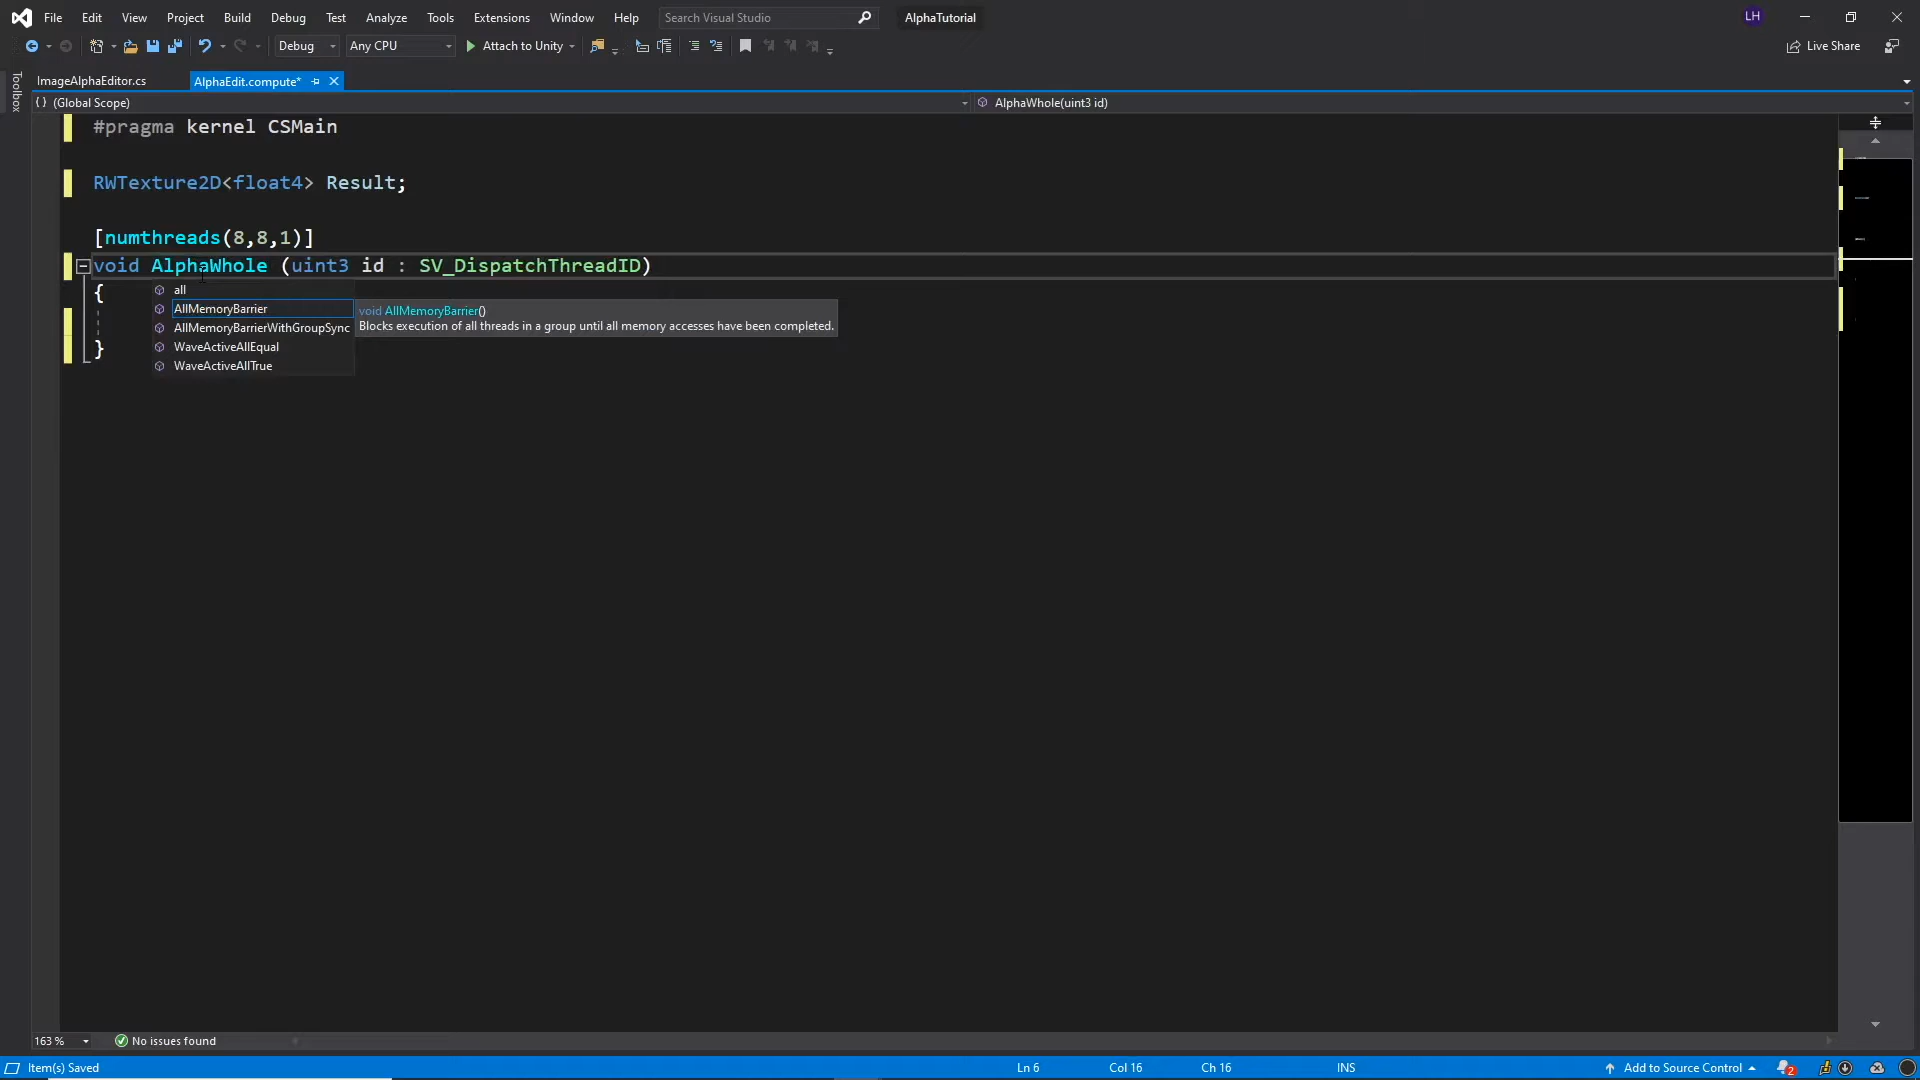 File Edit View Project Build Debug Test Analyze Tools Extensions Window Help Search Visual Studio AlphaTutorial LH
Debug Any CPU Attach to Unity Live Share
Toolbox
ImageAlphaEditor.cs AlphaEdit.compute*
{ } (Global Scope) AlphaWhole(uint3 id)
#pragma kernel CSMain
RWTexture2D<float4> Result;
[numthreads(8,8,1)]
void AlphaWhole (uint3 id : SV_DispatchThreadID)
{
all
AllMemoryBarrier void AllMemoryBarrier()
Blocks execution of all threads in a group until all memory accesses have been completed.
AllMemoryBarrierWithGroupSync
WaveActiveAllEqual
}
WaveActiveAllTrue
163 % No issues found
Item(s) Saved Ln 6 Col 16 Ch 16 INS Add to Source Control 2